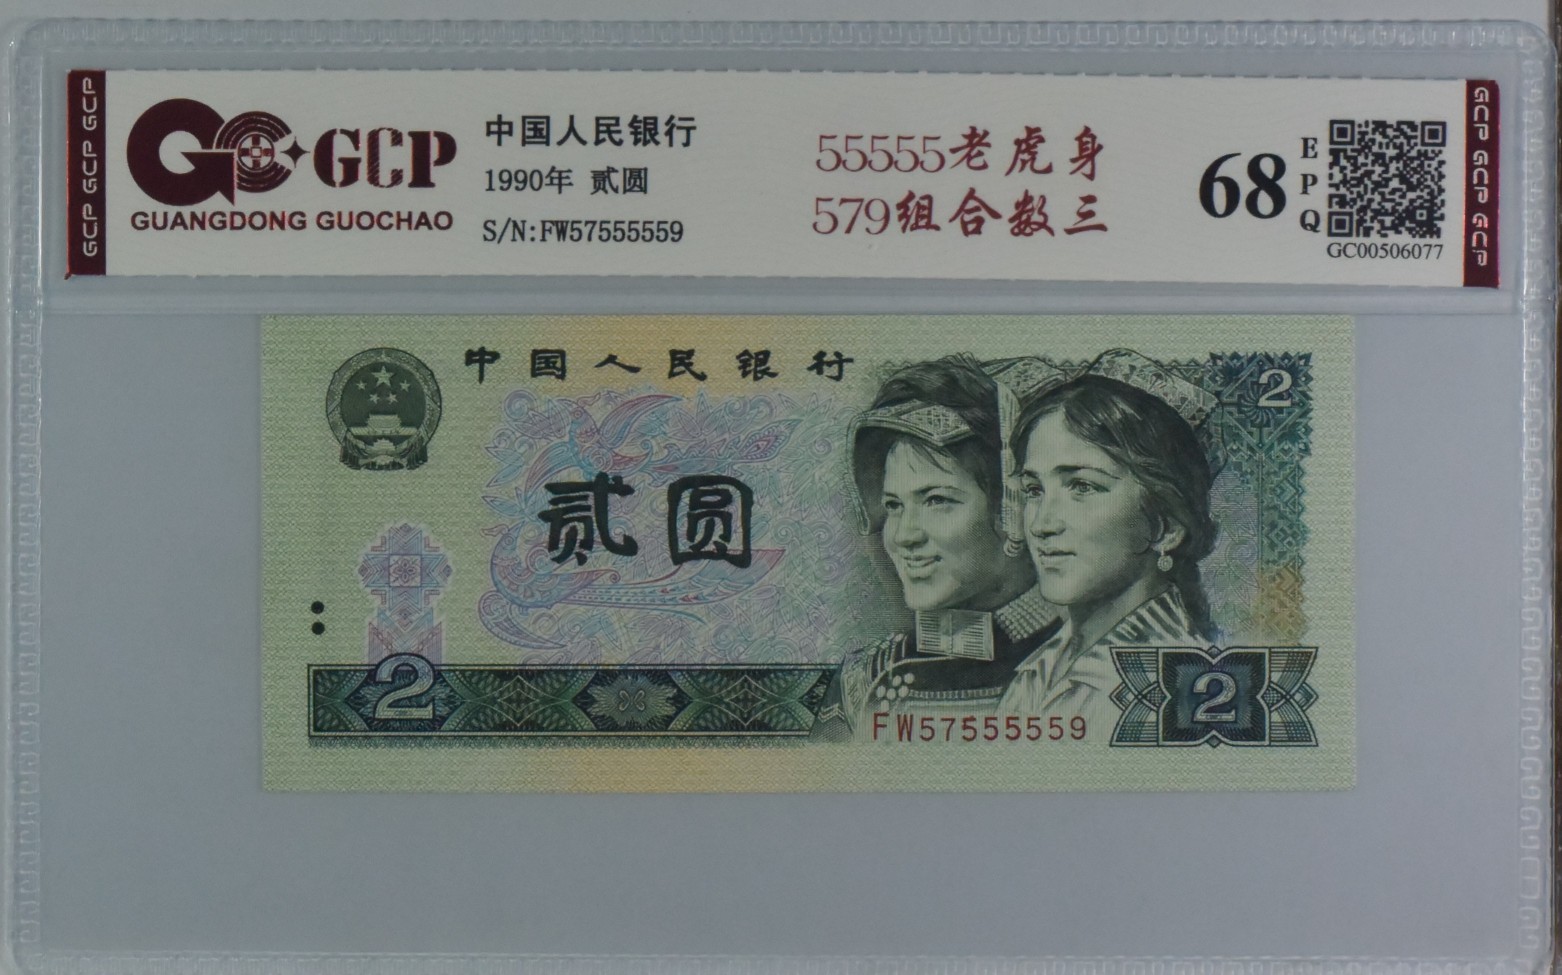 GCP GCP GCP
GCP
GUANGDONG GUOCHAO
中国人民银行
1990年 贰圆
S/N:FW57555559
55555老虎身
579组合数三
68
EPQ
GC00506077
GCP GCP GCP
中国人民银行
2
贰圆
2
FW57555559
2